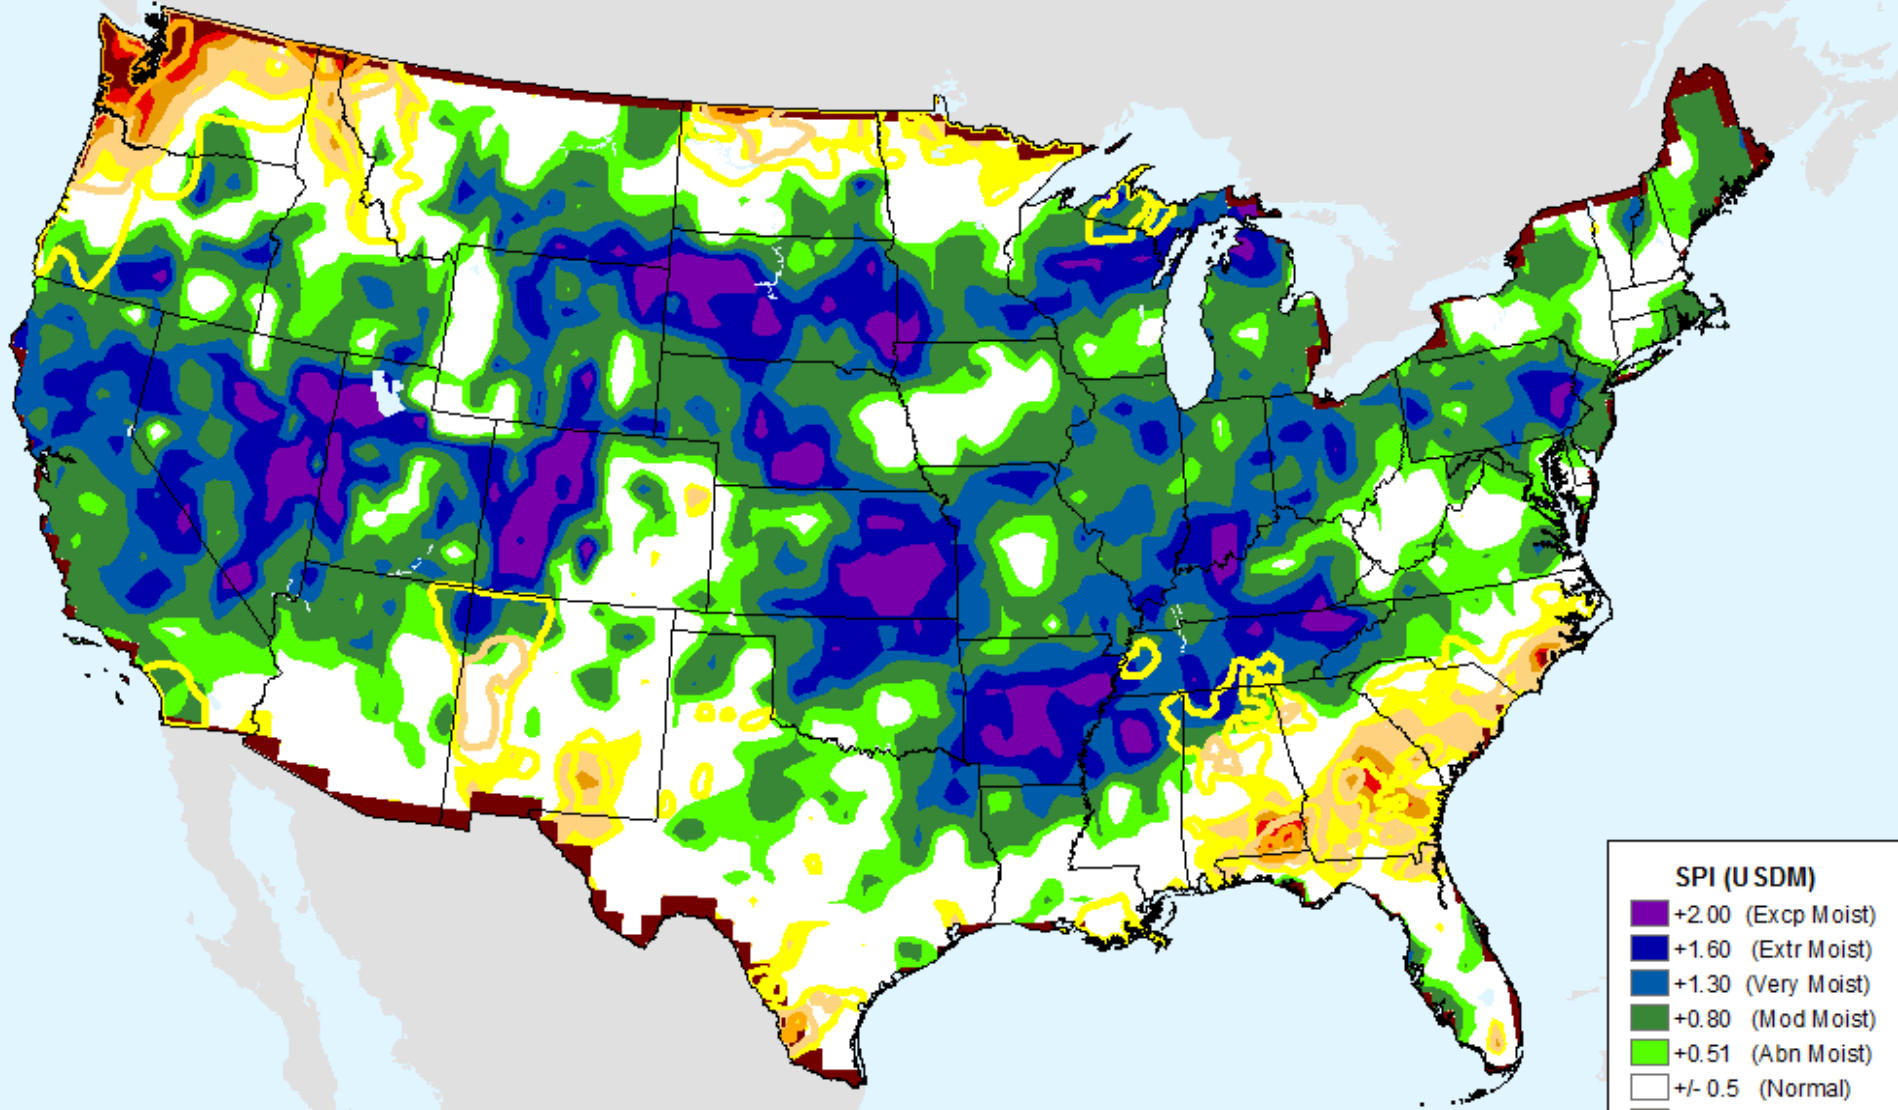 SPI (USDM)
+2.00 (Excp Moist)
+1.60 (Extr Moist)
+1.30 (Very Moist)
+0.80 (Mod Moist)
+0.51 (Abn Moist)
+/- 0.5 (Normal)